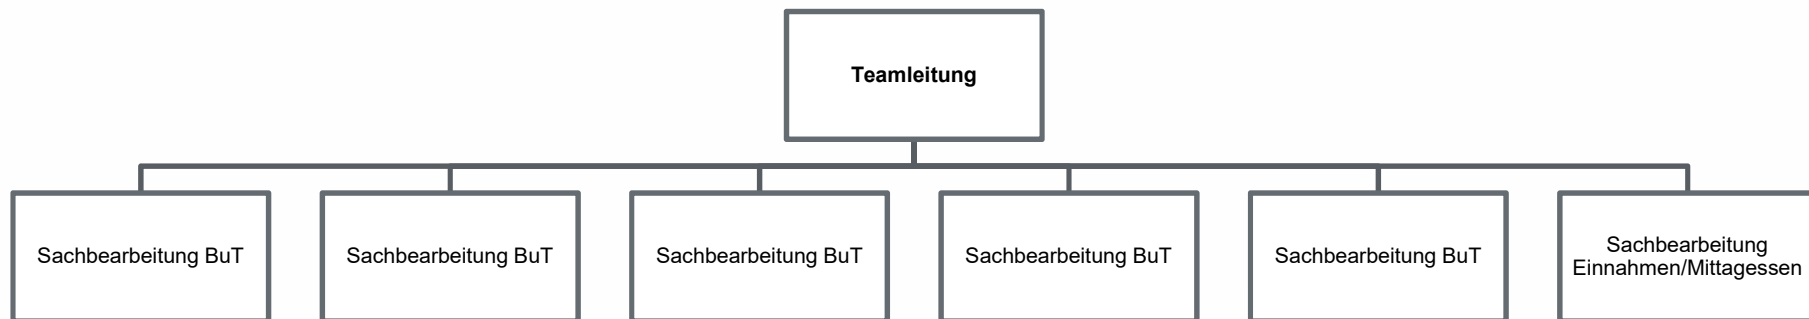 Teamleitung
Sachbearbeitung BuT
Sachbearbeitung BuT
Sachbearbeitung BuT
Sachbearbeitung BuT
Sachbearbeitung BuT
Sachbearbeitung
Einnahmen/Mittagessen